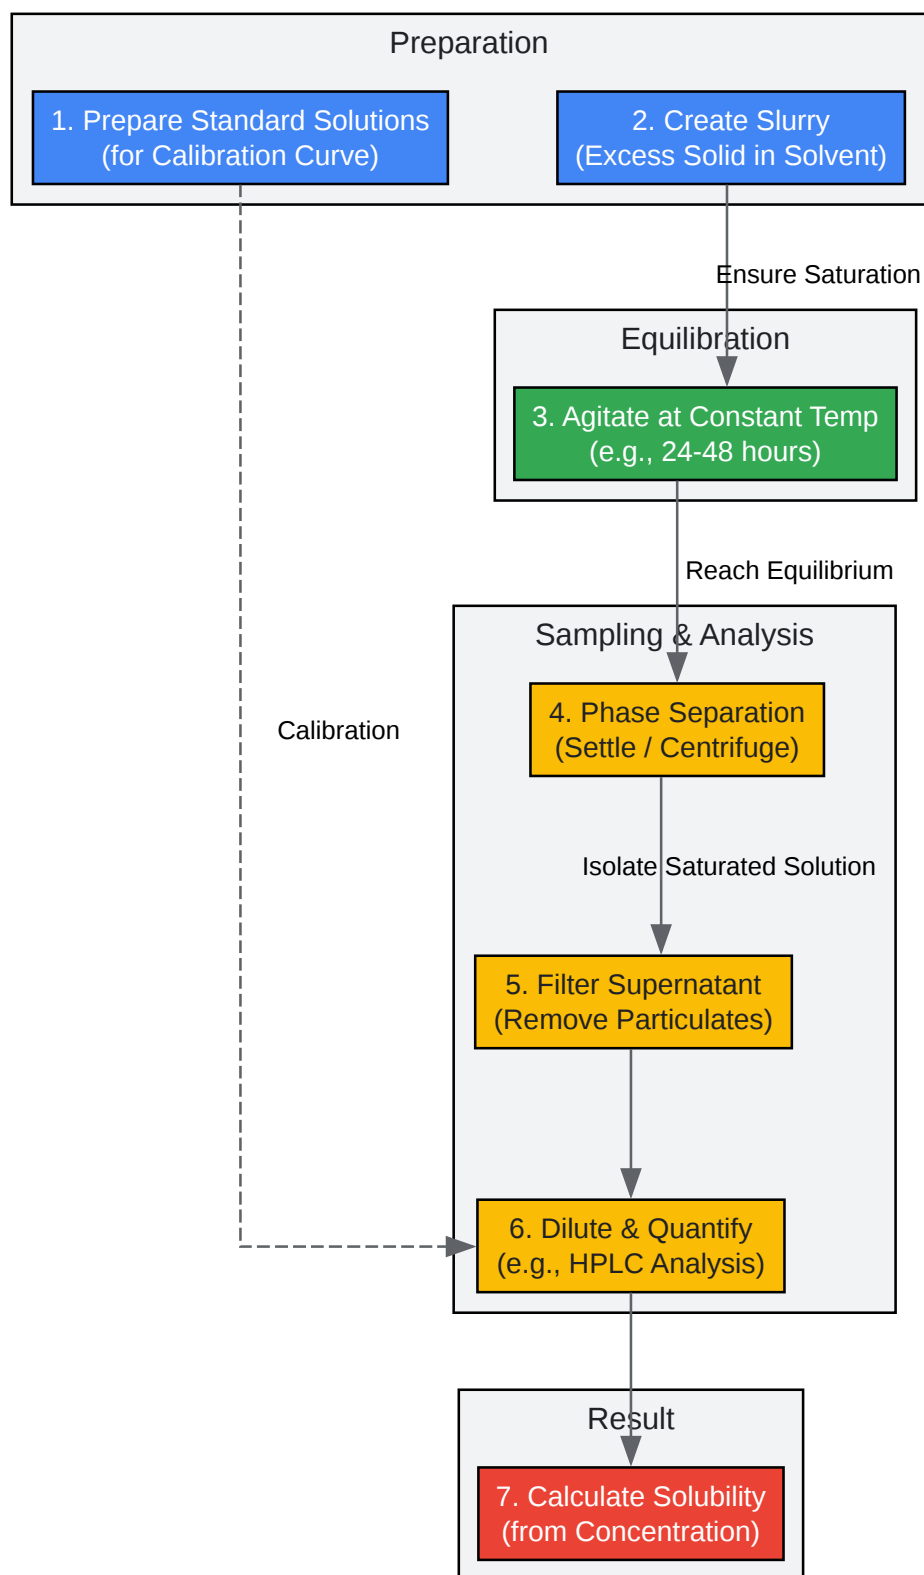 Preparation
1. Prepare Standard Solutions
(for Calibration Curve)
2. Create Slurry
(Excess Solid in Solvent)
Ensure Saturation
Equilibration
3. Agitate at Constant Temp
(e.g., 24-48 hours)
Reach Equilibrium
Sampling & Analysis
4. Phase Separation
(Settle / Centrifuge)
Calibration
Isolate Saturated Solution
5. Filter Supernatant
(Remove Particulates)
6. Dilute & Quantify
(e.g., HPLC Analysis)
Result
7. Calculate Solubility
(from Concentration)